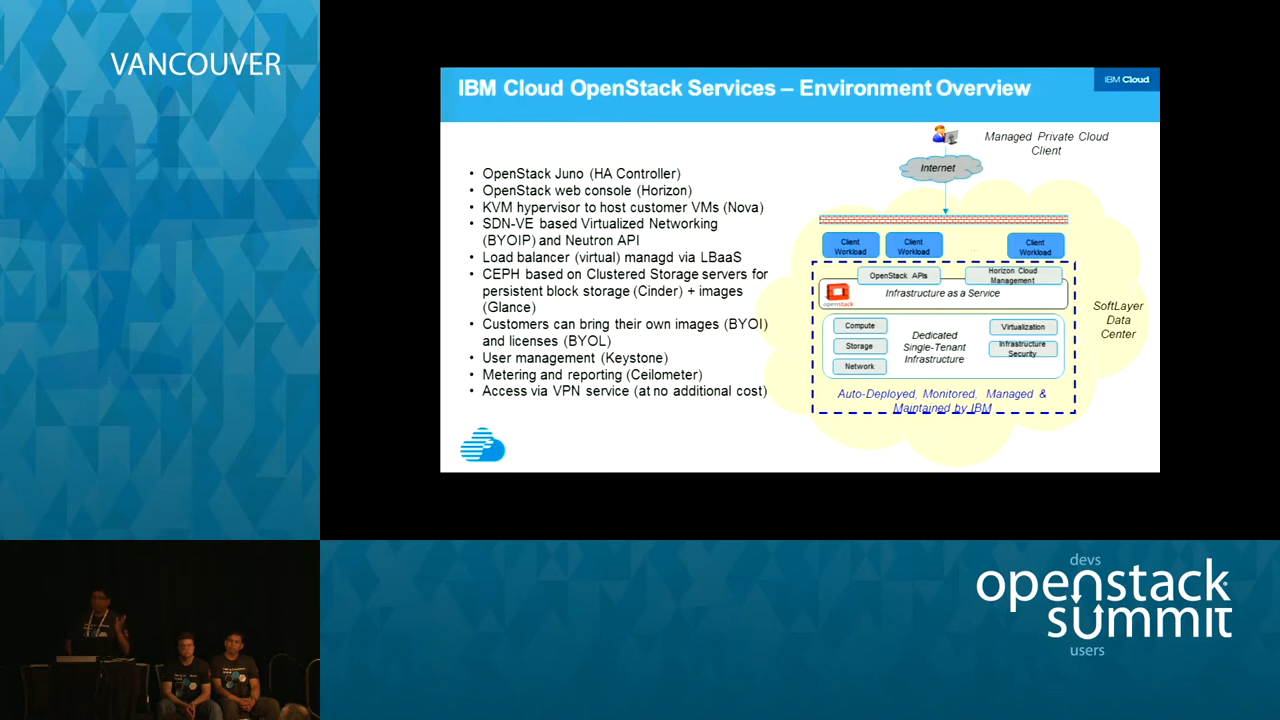 VANCOUVER
IBM Cloud OpenStack Services – Environment Overview
IBM Cloud
• OpenStack Juno (HA Controller)
• OpenStack web console (Horizon)
• KVM hypervisor to host customer VMs (Nova)
• SDN-VE based Virtualized Networking
(BYOIP) and Neutron API
• Load balancer (virtual) managd via LBaaS
• CEPH based on Clustered Storage servers for
persistent block storage (Cinder) + images
(Glance)
• Customers can bring their own images (BYOI)
and licenses (BYOL)
• User management (Keystone)
• Metering and reporting (Ceilometer)
• Access via VPN service (at no additional cost)
Managed Private Cloud
Client
Internet
Client
Workload
Client
Workload
Client
Workload
OpenStack APIs
Horizon Cloud
Management
openstack
Infrastructure as a Service
Compute
Storage
Network
Dedicated
Single-Tenant
Infrastructure
Virtualization
Infrastructure
Security
Auto-Deployed, Monitored, Managed &
Maintained by IBM
SoftLayer
Data
Center
devs
openstack
summit
users